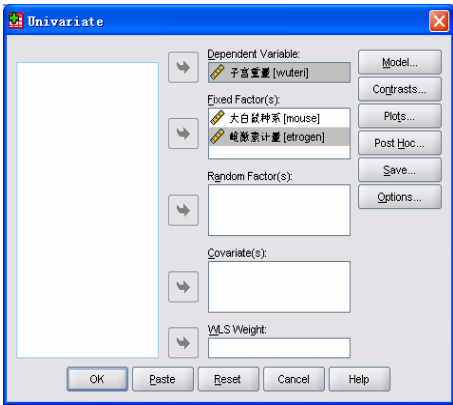 Univariate
Dependent Variable:
子宫重量 [wuteri]
Model...
Contrasts...
Fixed Factor(s):
大白鼠种系 [mouse]
雌激素计量 [etrogen]
Plots...
Post Hoc...
Save...
Random Factor(s):
Options...
Covariate(s):
WLS Weight:
OK
Paste
Reset
Cancel
Help